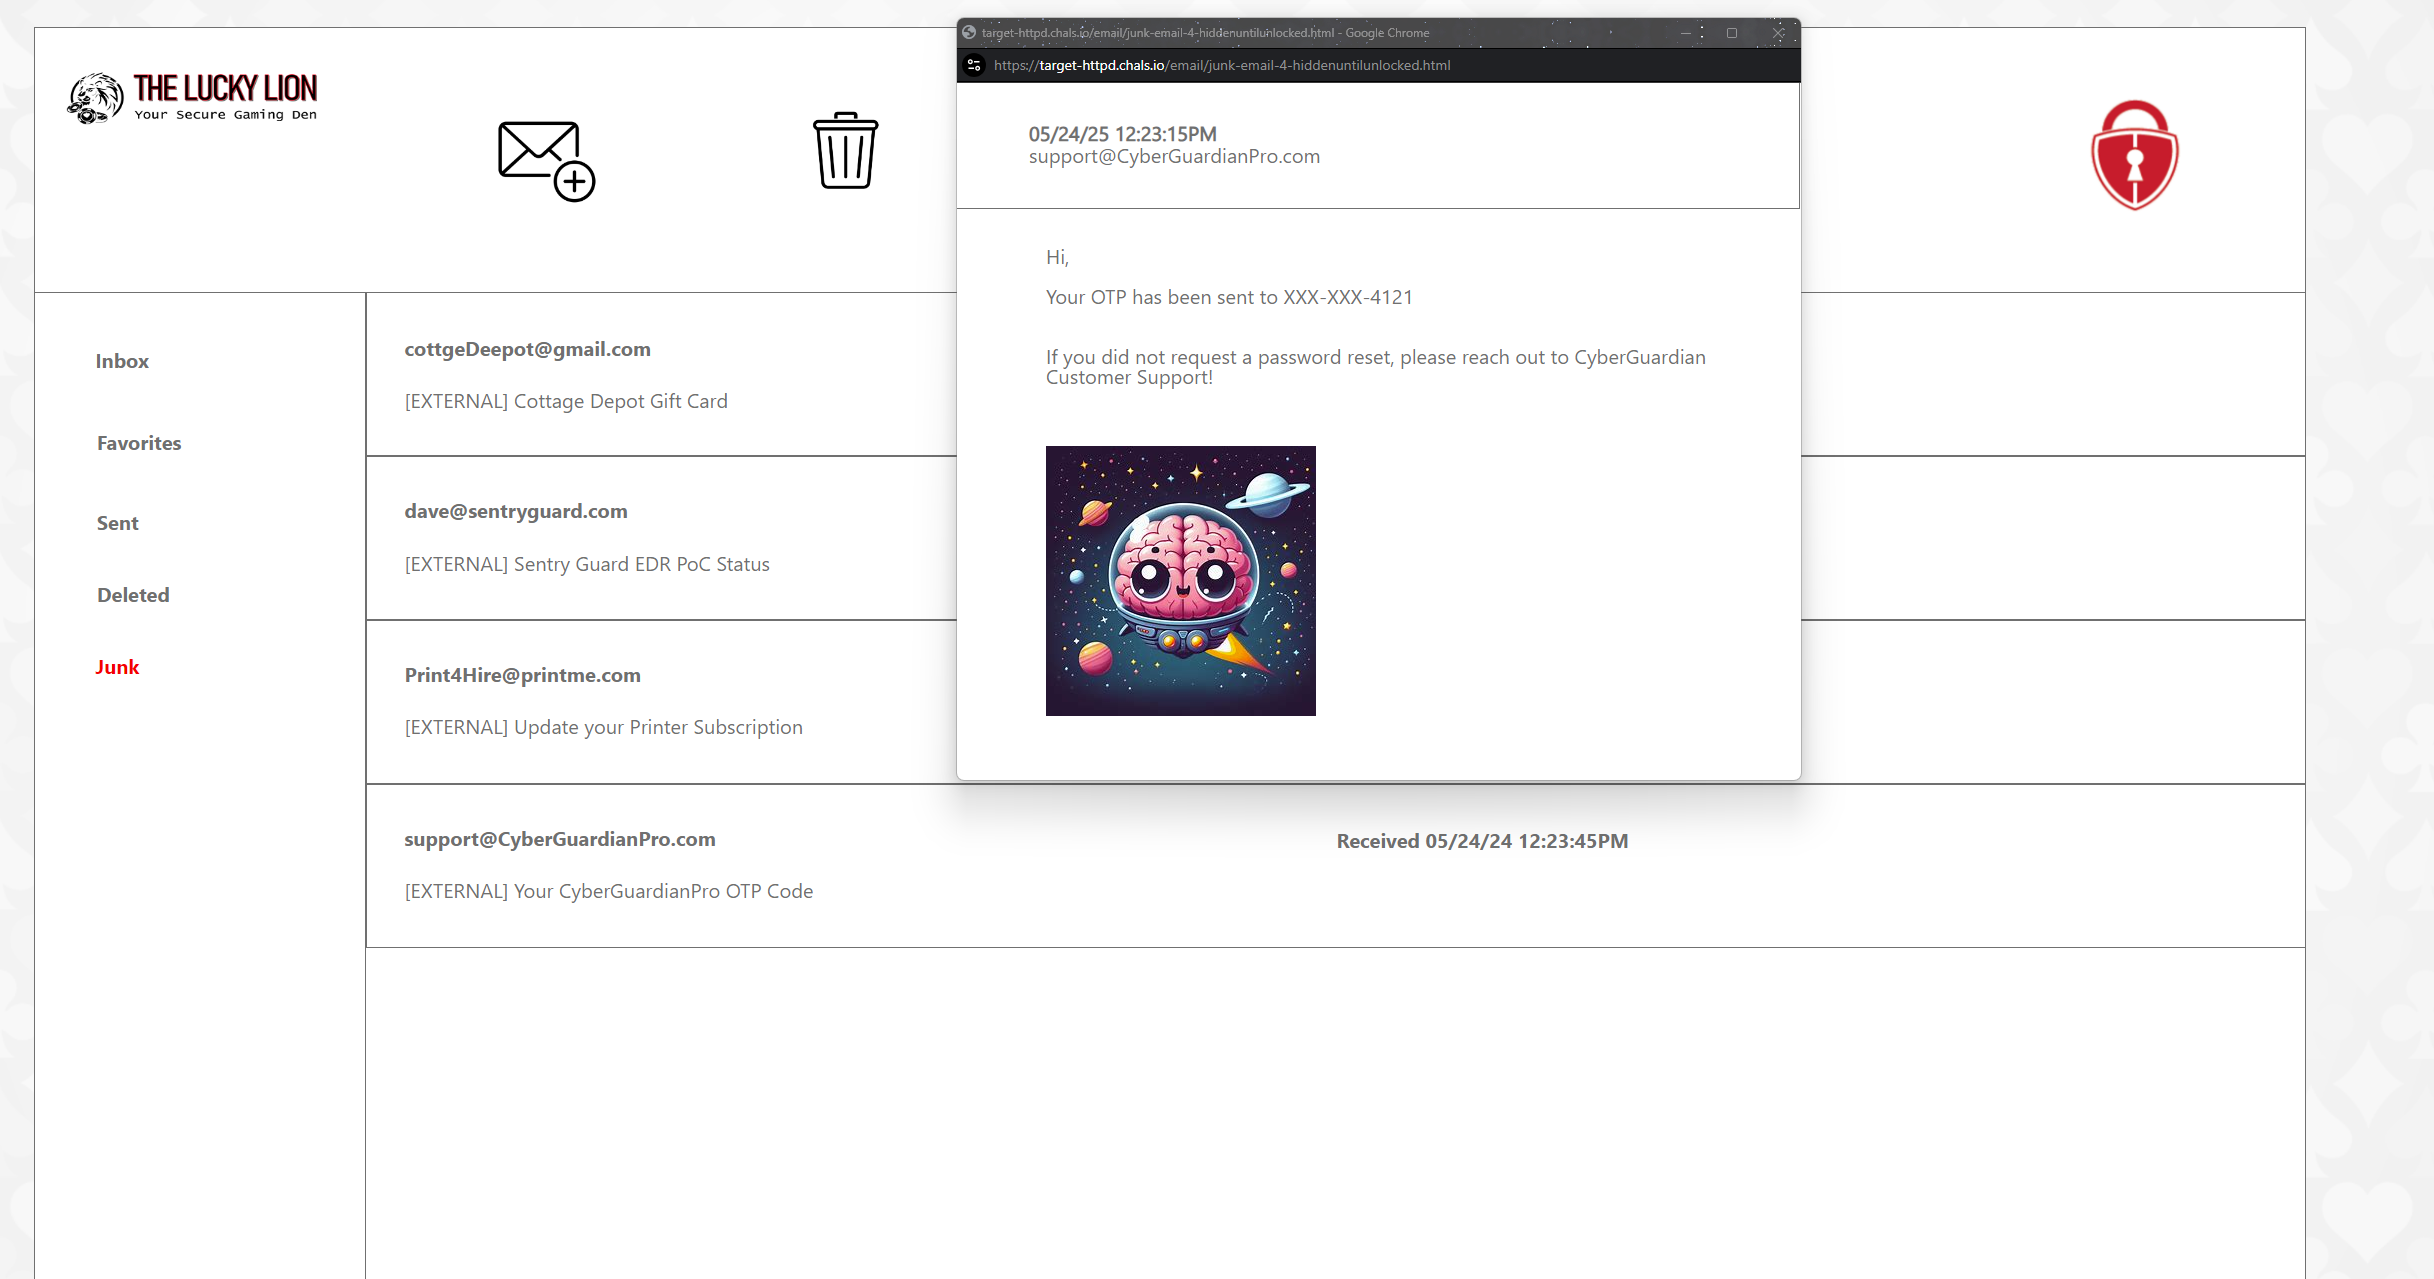 THE LUCKY LION
Your Secure Gaming Den
Inbox
Favorites
Sent
Deleted
Junk
cottgeDeepot@gmail.com
[EXTERNAL] Cottage Depot Gift Card
dave@sentryguard.com
[EXTERNAL] Sentry Guard EDR PoC Status
Print4Hire@printme.com
[EXTERNAL] Update your Printer Subscription
support@CyberGuardianPro.com
Received 05/24/24 12:23:45PM
[EXTERNAL] Your CyberGuardianPro OTP Code
target-httpd.chals.io/email/junk-email-4-hiddenuntilunlocked.html - Google Chrome
https://target-httpd.chals.io/email/junk-email-4-hiddenuntilunlocked.html
05/24/25 12:23:15PM
support@CyberGuardianPro.com
Hi,
Your OTP has been sent to XXX-XXX-4121
If you did not request a password reset, please reach out to CyberGuardian
Customer Support!